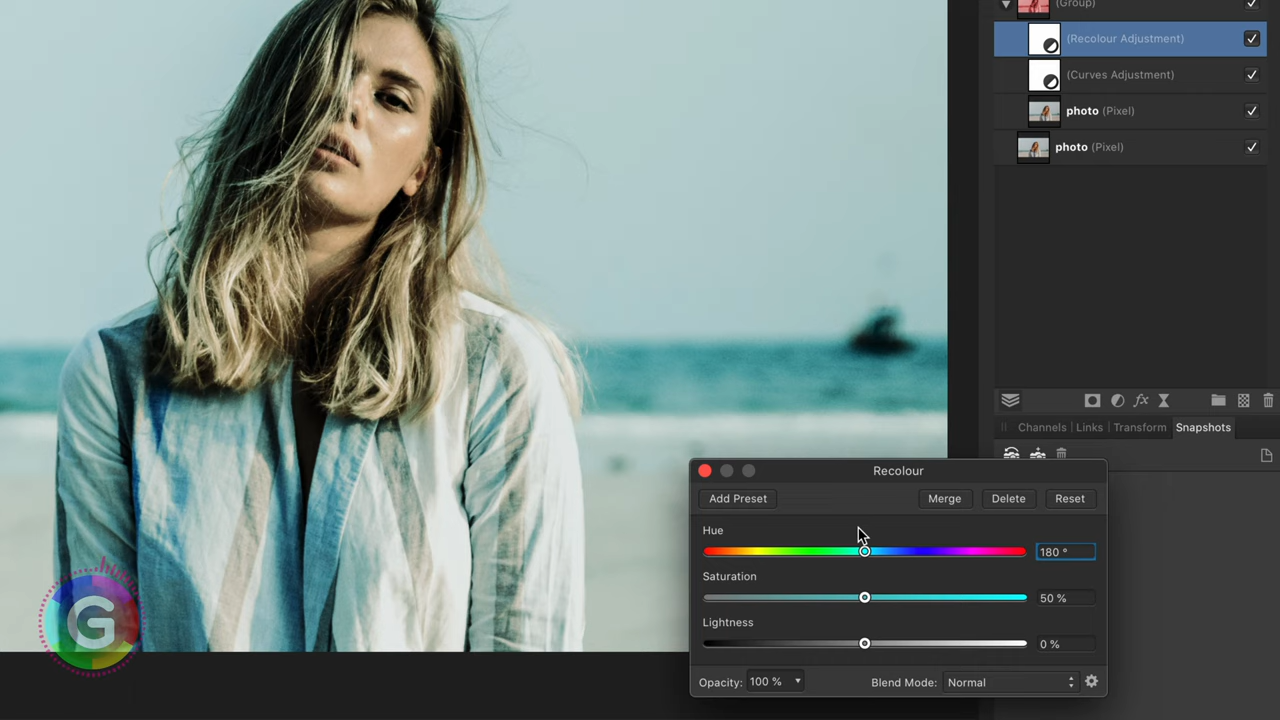 (Group)
(Recolour Adjustment)
(Curves Adjustment)
photo (Pixel)
photo (Pixel)
fx
Channels | Links | Transform Snapshots
Recolour
Add Preset Merge Delete Reset
Hue
180 °
Saturation
50 %
Lightness
0 %
Opacity: 100 % Blend Mode: Normal
G